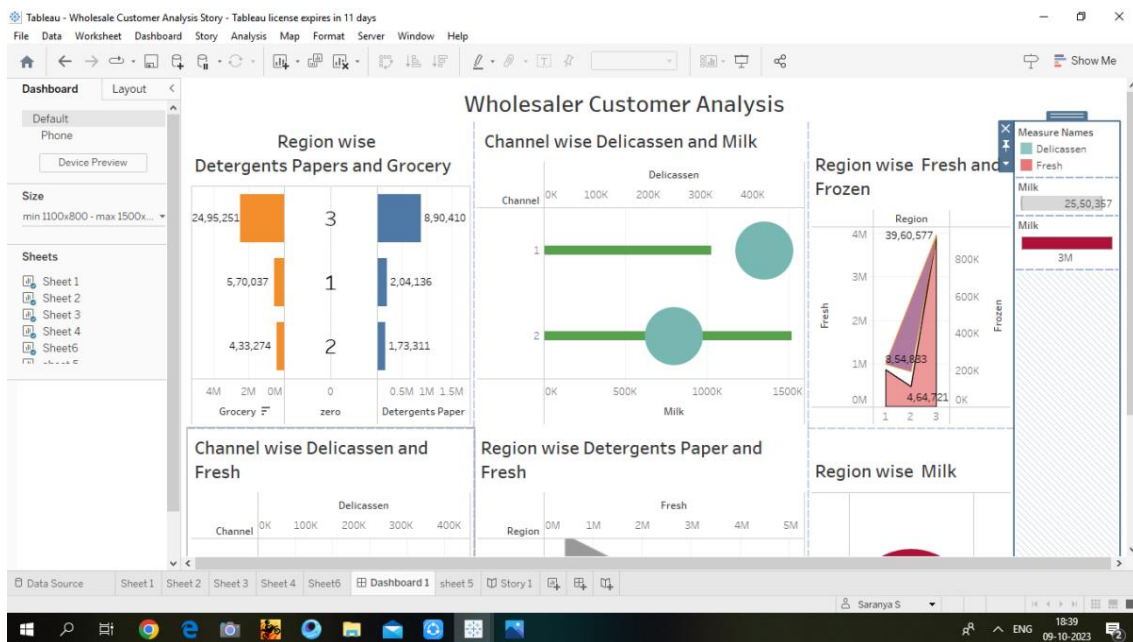 Tableau - Wholesale Customer Analysis Story - Tableau license expires in 11 days
File Data Worksheet Dashboard Story Analysis Map Format Server Window Help
Show Me
Dashboard Layout
Default
Phone
Device Preview
Size
min 1100x800 - max 1500x...
Sheets
Sheet 1
Sheet 2
Sheet 3
Sheet 4
Sheet6
Wholesaler Customer Analysis
Region wise
Detergents Papers and Grocery
24,95,251 3 8,90,410
5,70,037 1 2,04,136
4,33,274 2 1,73,311
4M 2M 0M 0 0.5M 1M 1.5M
Grocery zero Detergents Paper
Channel wise Delicassen and Milk
Delicassen
Channel 0K 100K 200K 300K 400K
1
2
0K 500K 1000K 1500K
Milk
Region wise Fresh and
Frozen
Region
4M 39,60,577
800K
3M
600K
Fresh
Frozen
2M
400K
1M 8,54,833
200K
0M 4,64,721 0K
1 2 3
Measure Names
Delicassen
Fresh
Milk
25,50,357
Milk
3M
Channel wise Delicassen and
Fresh
Delicassen
Channel 0K 100K 200K 300K 400K
Region wise Detergents Paper and
Fresh
Fresh
Region 0M 1M 2M 3M 4M 5M
Region wise Milk
Data Source Sheet 1 Sheet 2 Sheet 3 Sheet 4 Sheet6 Dashboard 1 sheet 5 Story 1
Saranya S
ENG
18:39
09-10-2023
2